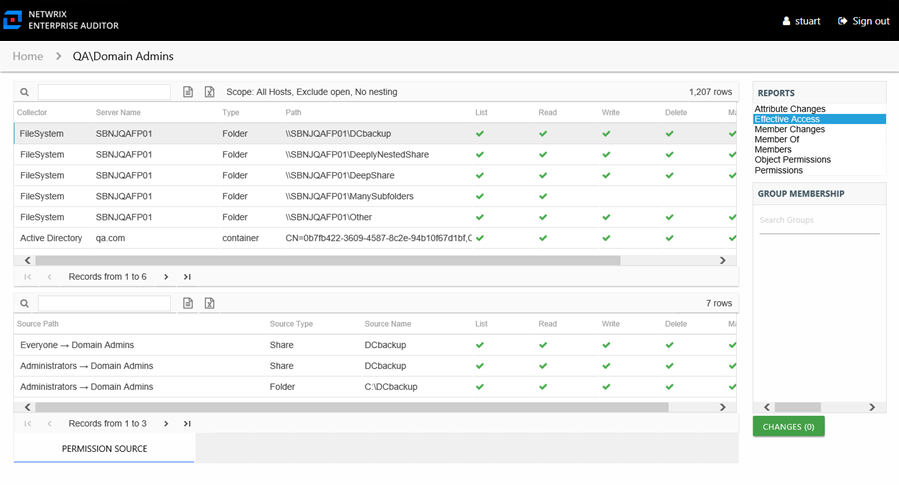 NETWRIX
ENTERPRISE AUDITOR
stuart
Sign out
Home > QA\Domain Admins
Scope: All Hosts, Exclude open, No nesting
1,207 rows
Collector Server Name Type Path List Read Write Delete Ma
FileSystem SBNJQAFP01 Folder \\SBNJQAFP01\DCbackup
FileSystem SBNJQAFP01 Folder \\SBNJQAFP01\DeeplyNestedShare
FileSystem SBNJQAFP01 Folder \\SBNJQAFP01\DeepShare
FileSystem SBNJQAFP01 Folder \\SBNJQAFP01\ManySubfolders
FileSystem SBNJQAFP01 Folder \\SBNJQAFP01\Other
Active Directory qa.com container CN=0b7fb422-3609-4587-8c2e-94b10f67d1bf,C
Records from 1 to 6
7 rows
Source Path Source Type Source Name List Read Write Delete Ma
Everyone → Domain Admins Share DCbackup
Administrators → Domain Admins Share DCbackup
Administrators → Domain Admins Folder C:\DCbackup
Records from 1 to 3
PERMISSION SOURCE
REPORTS
Attribute Changes
Effective Access
Member Changes
Member Of
Members
Object Permissions
Permissions
GROUP MEMBERSHIP
Search Groups
CHANGES (0)